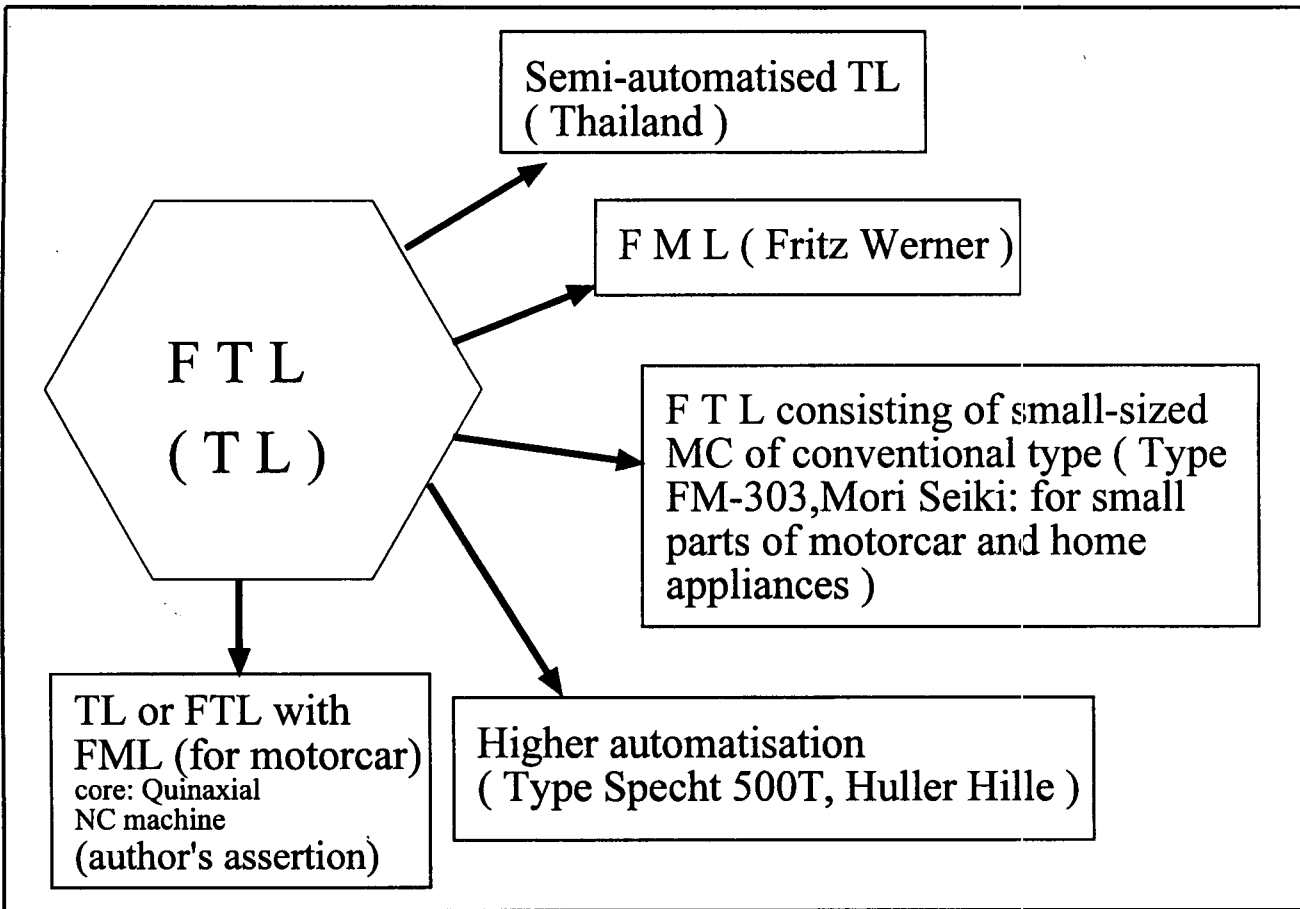 Semi-automatised TL
( Thailand )
F M L ( Fritz Werner )
F T L
( T L )
F T L consisting of small-sized
MC of conventional type ( Type
FM-303,Mori Seiki: for small
parts of motorcar and home
appliances )
TL or FTL with
FML (for motorcar)
core: Quinaxial
NC machine
(author's assertion)
Higher automatisation
( Type Specht 500T, Huller Hille )